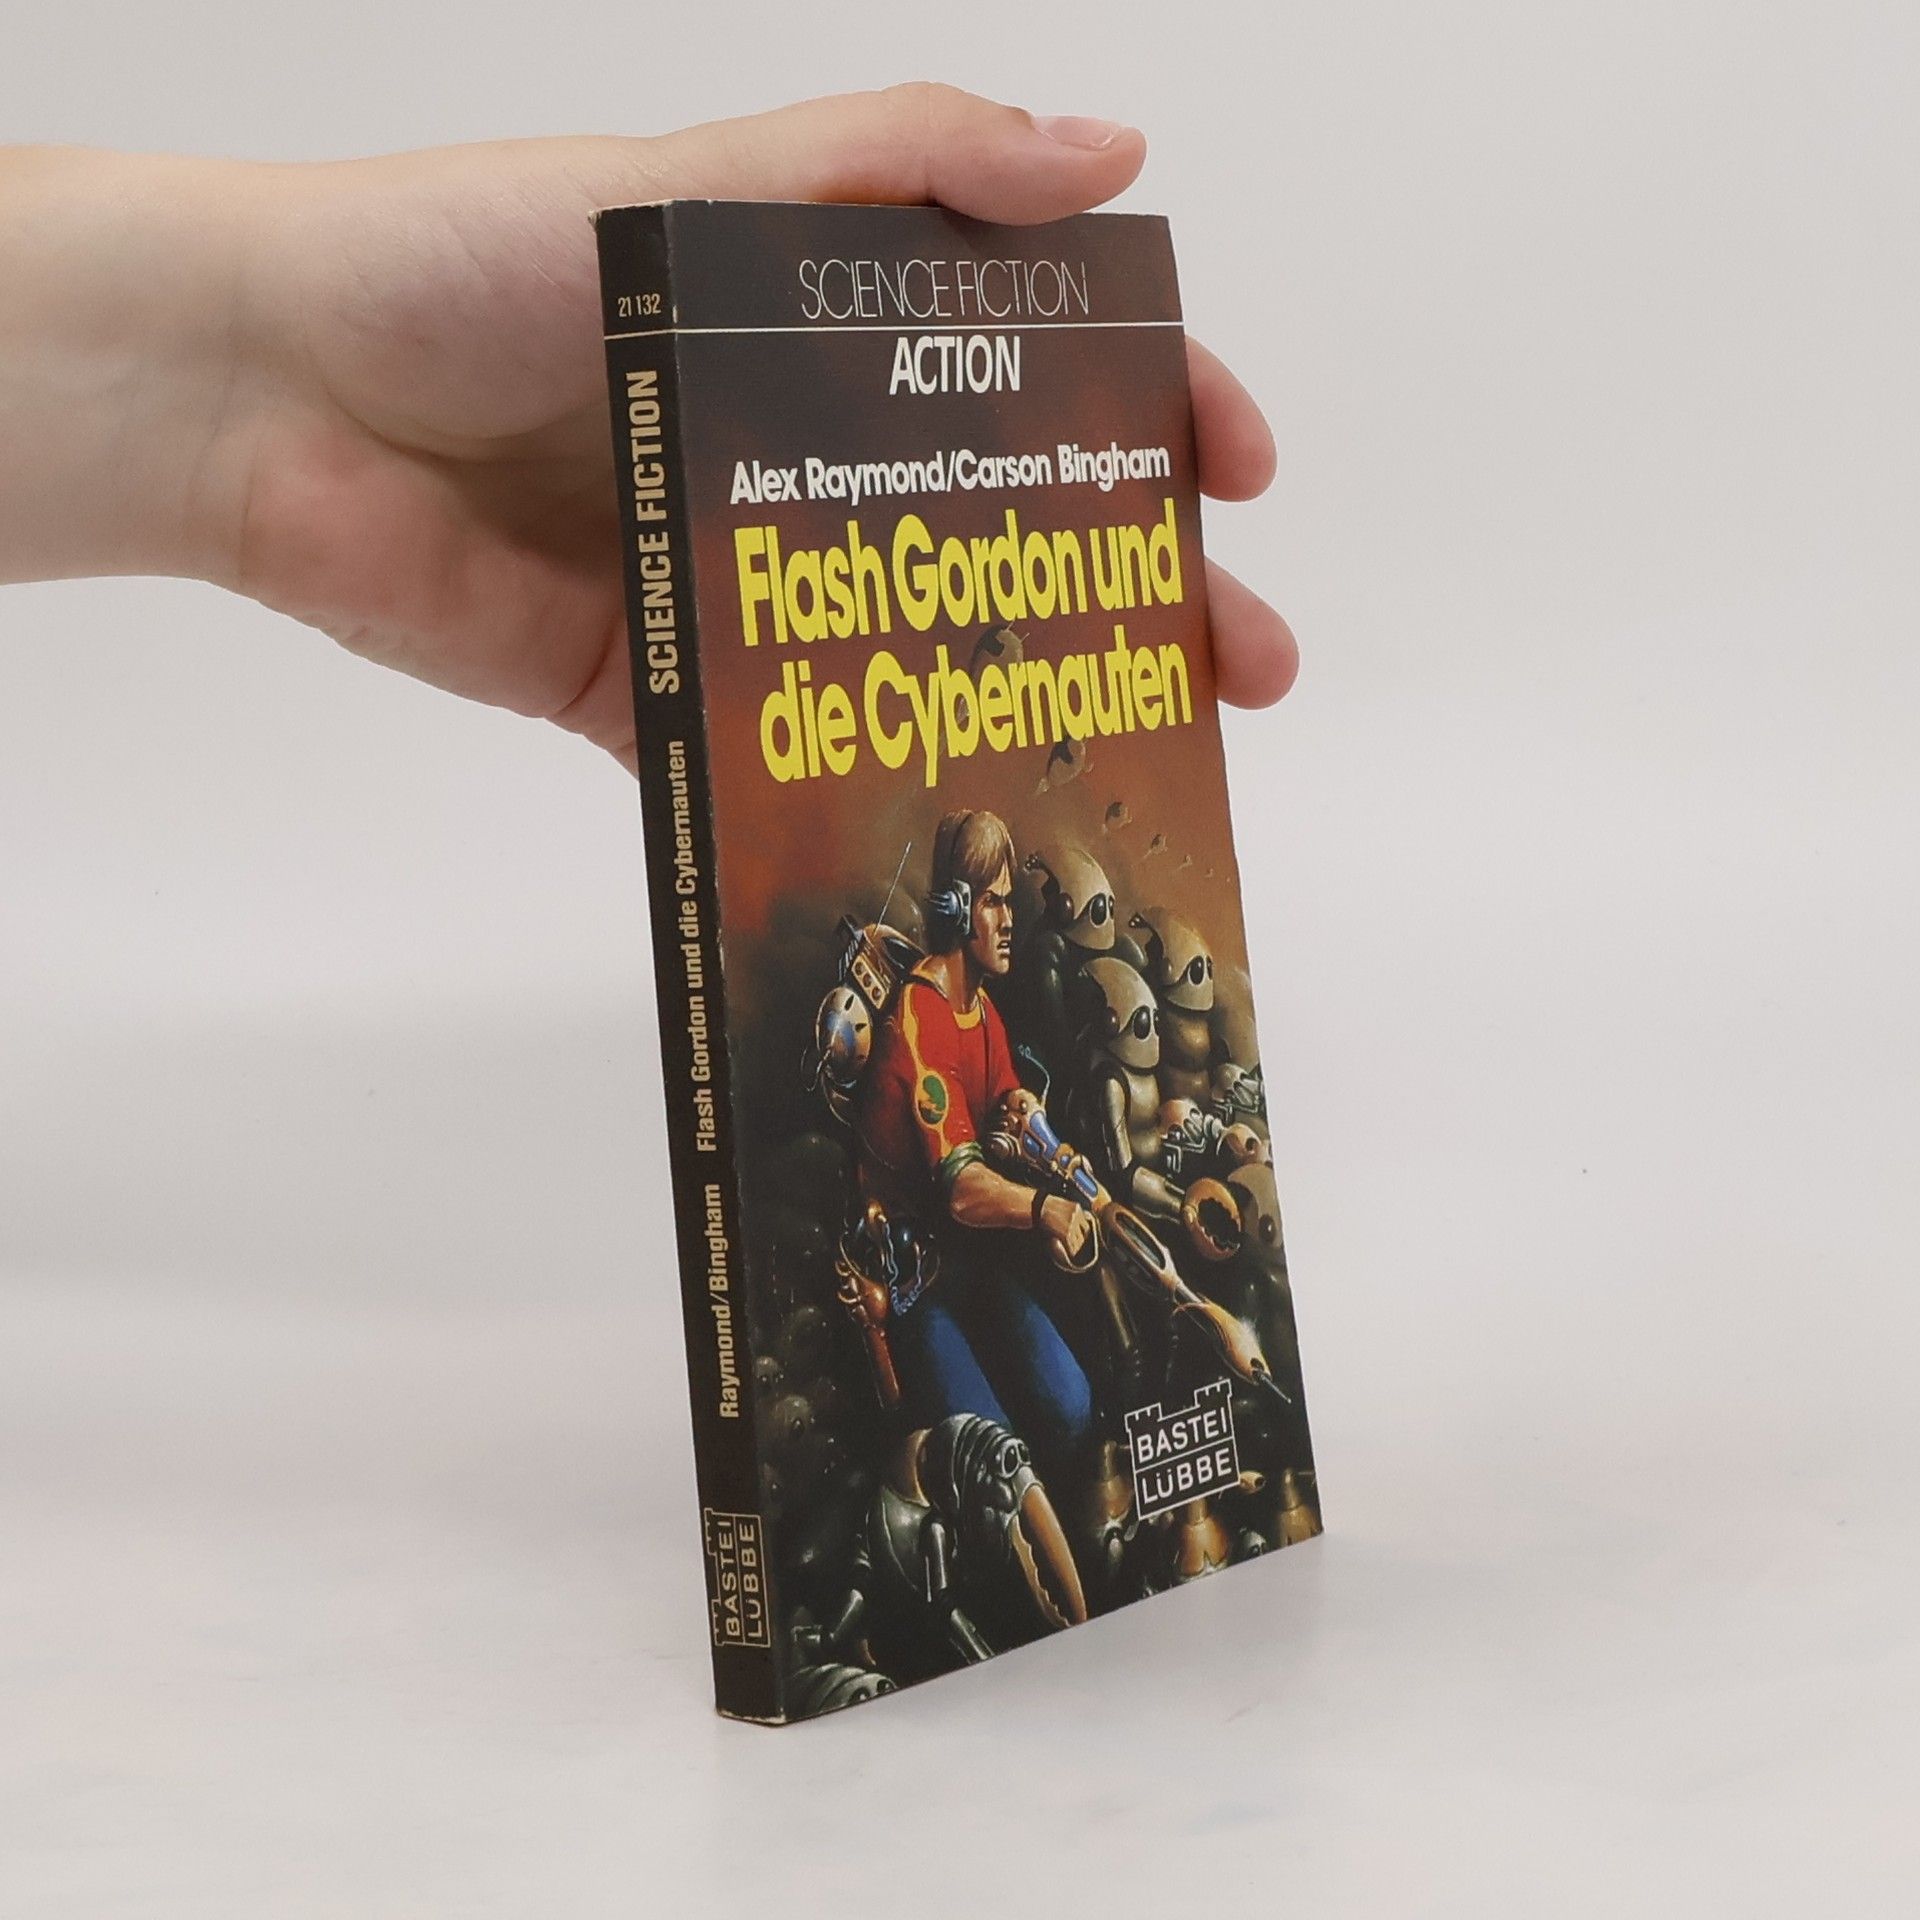 21 132
SCIENCE FICTION
Flash Gordon und die Cybernauten
Raymond/Bingham
BASTEI
LÜBBE
SCIENCE FICTION
ACTION
Alex Raymond/Carson Bingham
Flash Gordon und
die Cybernauten
BASTEI
LÜBBE